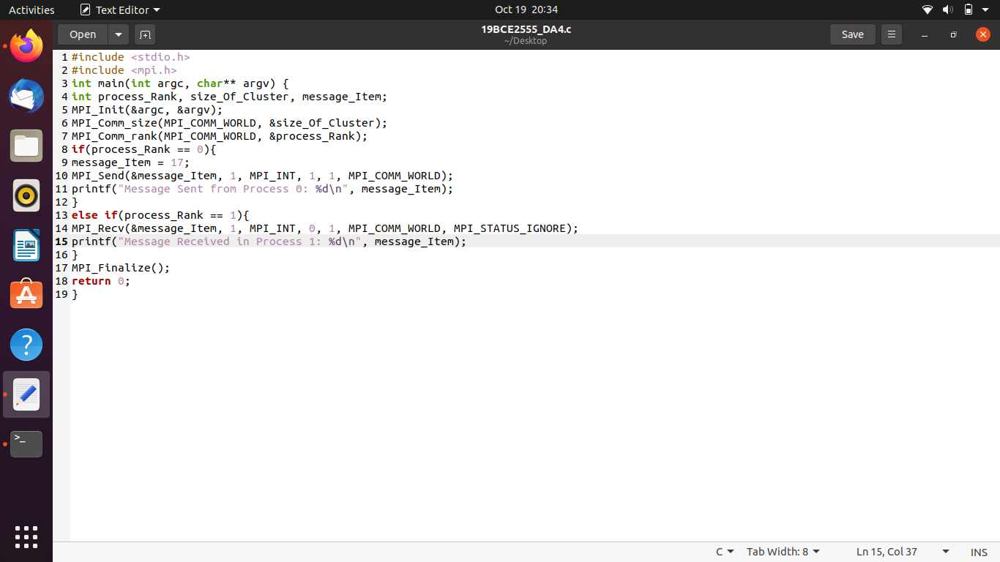 Activities Text Editor Oct 19 20:34
Open 19BCE2555_DA4.c Save
~/Desktop
1 #include <stdio.h>
2 #include <mpi.h>
3 int main(int argc, char** argv) {
4 int process_Rank, size_Of_Cluster, message_Item;
5 MPI_Init(&argc, &argv);
6 MPI_Comm_size(MPI_COMM_WORLD, &size_Of_Cluster);
7 MPI_Comm_rank(MPI_COMM_WORLD, &process_Rank);
8 if(process_Rank == 0){
9 message_Item = 17;
10 MPI_Send(&message_Item, 1, MPI_INT, 1, 1, MPI_COMM_WORLD);
11 printf("Message Sent from Process 0: %d\n", message_Item);
12 }
13 else if(process_Rank == 1){
14 MPI_Recv(&message_Item, 1, MPI_INT, 0, 1, MPI_COMM_WORLD, MPI_STATUS_IGNORE);
15 printf("Message Received in Process 1: %d\n", message_Item);
16 }
17 MPI_Finalize();
18 return 0;
19 }
>_
C Tab Width: 8 Ln 15, Col 37 INS